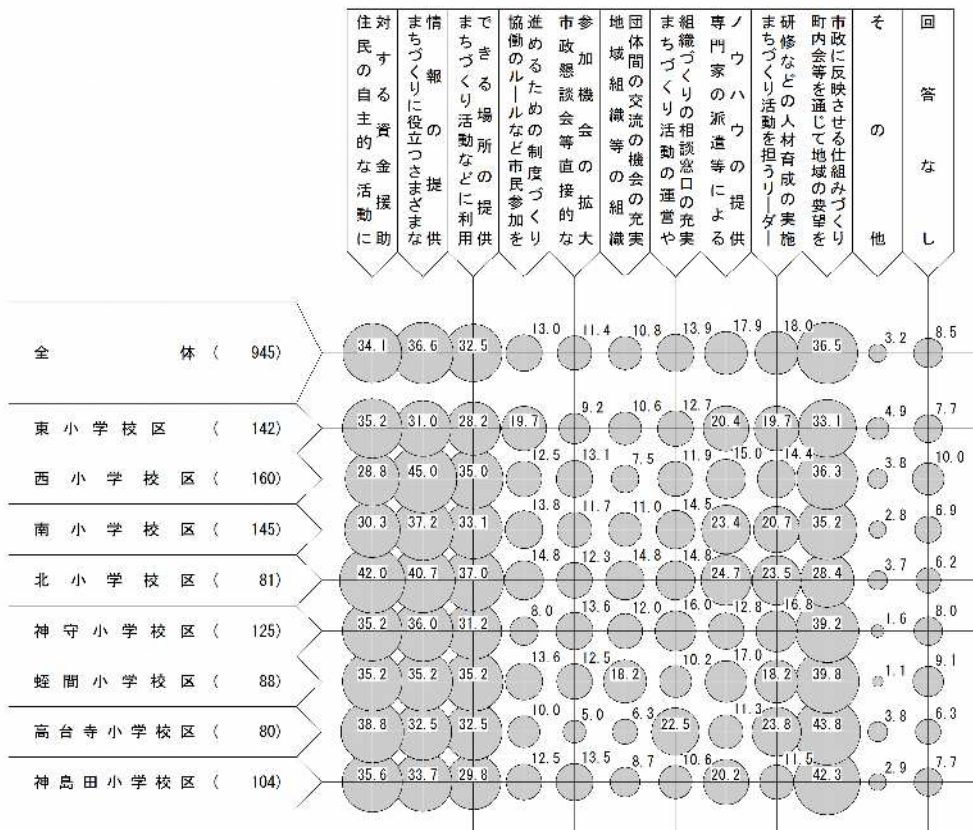 住民の自主的な活動に
対する資金援助
まちづくりに役立つさまざまな
情報の提供
まちづくり活動などに利用
できる場所の提供
協働のルールなど市民参加を
進めるための制度づくり
市政懇談会等直接的な
参加機会の拡大
地域組織等の組織
団体間の交流の機会の充実
まちづくり活動の運営や
組織づくりの相談窓口の充実
専門家の派遣等による
ノウハウの提供
まちづくり活動を担うリーダー
研修などの人材育成の実施
町内会等を通じて地域の要望を
市政に反映させる仕組みづくり
その他
回答なし
全体 ( 945) 34.1 36.6 32.5 13.0 11.4 10.8 13.9 17.9 18.0 36.5 3.2 8.5
東小学校区 ( 142) 35.2 31.0 28.2 19.7 9.2 10.6 12.7 20.4 19.7 33.1 4.9 7.7
西小学校区 ( 160) 28.8 45.0 35.0 12.5 13.1 7.5 11.9 15.0 14.4 36.3 3.8 10.0
南小学校区 ( 145) 30.3 37.2 33.1 13.8 11.7 11.0 14.5 23.4 20.7 35.2 2.8 6.9
北小学校区 ( 81) 42.0 40.7 37.0 14.8 12.3 14.8 14.8 24.7 23.5 28.4 3.7 6.2
神守小学校区 ( 125) 35.2 36.0 31.2 8.0 13.6 12.0 16.0 12.8 16.8 39.2 1.6 8.0
蛭間小学校区 ( 88) 35.2 35.2 35.2 13.6 12.5 18.2 10.2 17.0 18.2 39.8 1.1 9.1
高台寺小学校区 ( 80) 38.8 32.5 32.5 10.0 5.0 6.3 22.5 11.3 23.8 43.8 3.8 6.3
神島田小学校区 ( 104) 35.6 33.7 29.8 12.5 13.5 8.7 10.6 20.2 11.5 42.3 2.9 7.7